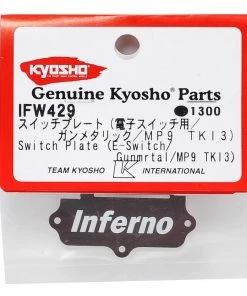 KYOSHO
Genuine Kyosho Parts
IFW429 ●1300
スイッチプレート (電子スイッチ用/
ガンメタリック/MP9 TKI3)
Switch Plate (E-Switch/
Gunmrtal/MP9 TKI3)
TEAM KYOSHO K INTERNATIONAL
Inferno